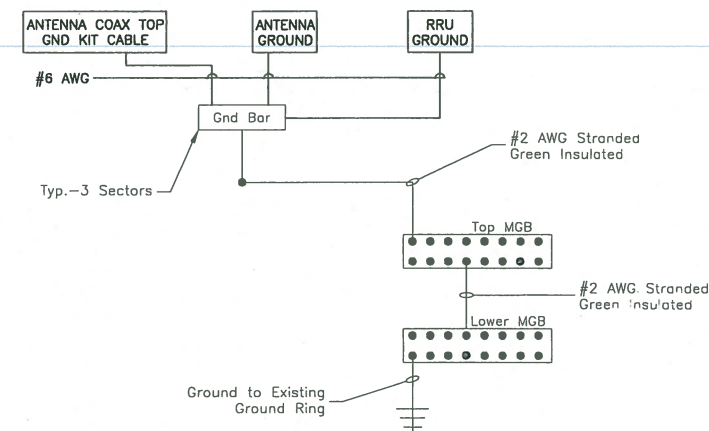 ANTENNA COAX TOP
GND KIT CABLE
ANTENNA
GROUND
RRU
GROUND
#6 AWG
Gnd Bar
#2 AWG Stranded
Green Insulated
Typ.-3 Sectors
Top MGB
#2 AWG Stranded
Green Insulated
Lower MGB
Ground to Existing
Ground Ring